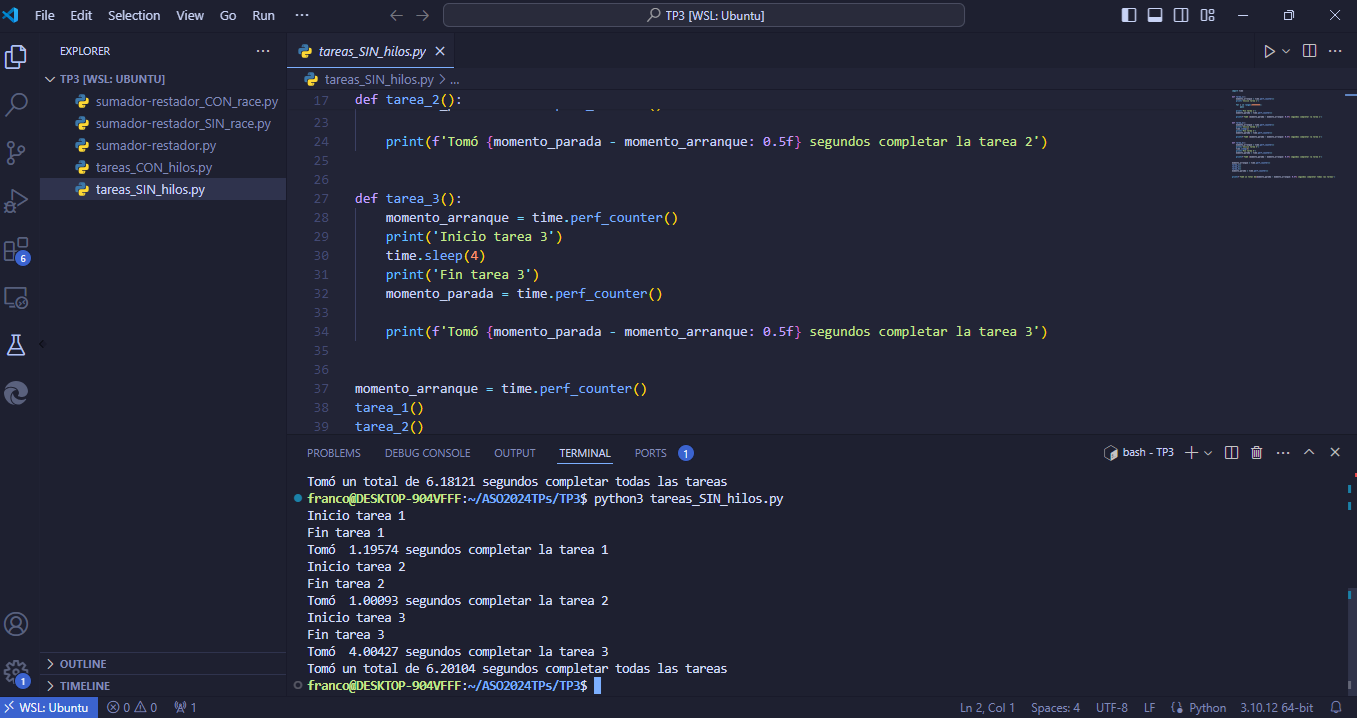 File Edit Selection View Go Run ··· TP3 [WSL: Ubuntu]
EXPLORER ···
TP3 [WSL: UBUNTU]
sumador-restador_CON_race.py
sumador-restador_SIN_race.py
sumador-restador.py
tareas_CON_hilos.py
tareas_SIN_hilos.py
6
OUTLINE
TIMELINE
1
tareas_SIN_hilos.py
tareas_SIN_hilos.py > ...
17 def tarea_2():
23
24 print(f'Tomó {momento_parada - momento_arranque: 0.5f} segundos completar la tarea 2')
25
26
27 def tarea_3():
28 momento_arranque = time.perf_counter()
29 print('Inicio tarea 3')
30 time.sleep(4)
31 print('Fin tarea 3')
32 momento_parada = time.perf_counter()
33
34 print(f'Tomó {momento_parada - momento_arranque: 0.5f} segundos completar la tarea 3')
35
36
37 momento_arranque = time.perf_counter()
38 tarea_1()
39 tarea_2()
PROBLEMS DEBUG CONSOLE OUTPUT TERMINAL PORTS 1 bash - TP3
Tomó un total de 6.18121 segundos completar todas las tareas
franco@DESKTOP-904VFFF:~/ASO2024TPs/TP3$ python3 tareas_SIN_hilos.py
Inicio tarea 1
Fin tarea 1
Tomó  1.19574 segundos completar la tarea 1
Inicio tarea 2
Fin tarea 2
Tomó  1.00093 segundos completar la tarea 2
Inicio tarea 3
Fin tarea 3
Tomó  4.00427 segundos completar la tarea 3
Tomó un total de 6.20104 segundos completar todas las tareas
franco@DESKTOP-904VFFF:~/ASO2024TPs/TP3$
WSL: Ubuntu 0 0 1 Ln 2, Col 1 Spaces: 4 UTF-8 LF Python 3.10.12 64-bit